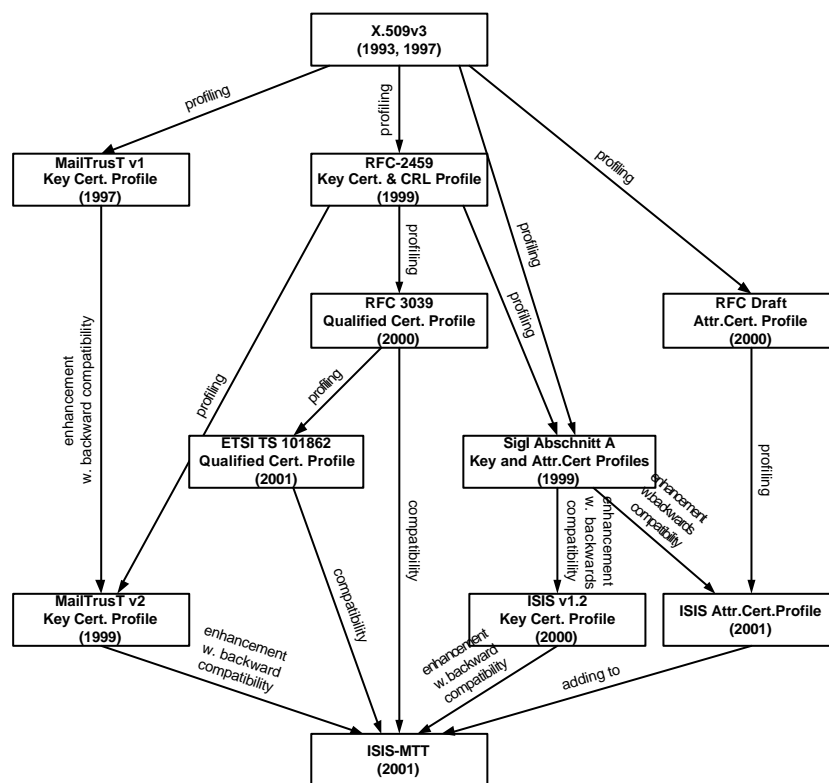 X.509v3
(1993, 1997)
profiling
profiling
profiling
profiling
MailTrusT v1
Key Cert. Profile
(1997)
RFC-2459
Key Cert. & CRL Profile
(1999)
profiling
profiling
profiling
enhancement
w. backward compatibility
RFC 3039
Qualified Cert. Profile
(2000)
RFC Draft
Attr.Cert. Profile
(2000)
profiling
ETSI TS 101862
Qualified Cert. Profile
(2001)
SigI Abschnitt A
Key and Attr.Cert Profiles
(1999)
profiling
compatibility
compatibility
enhancement
w. backwards
compatibility
enhancement
w.backwards
compatibility
MailTrusT v2
Key Cert. Profile
(1999)
ISIS v1.2
Key Cert. Profile
(2000)
ISIS Attr.Cert.Profile
(2001)
enhancement
w. backward
compatibility
enhancement
w. backward
compatibility
adding to
ISIS-MTT
(2001)